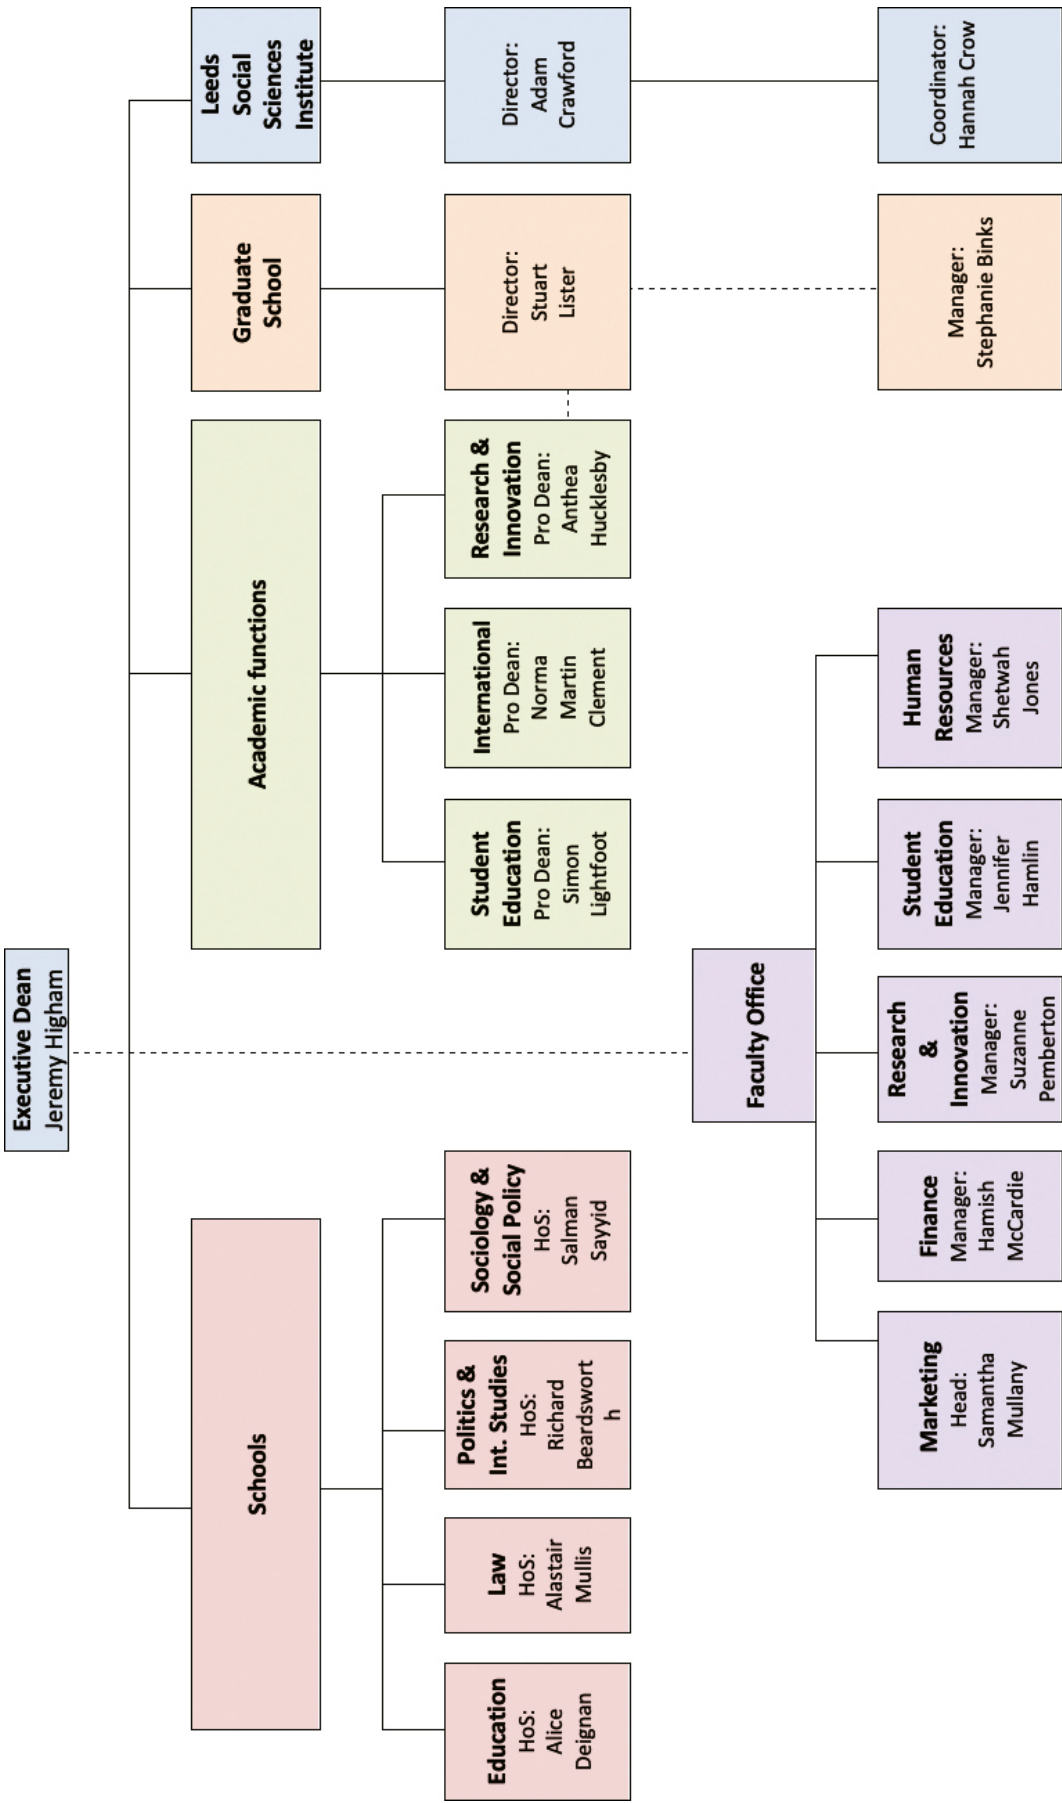 Executive Dean
Jeremy Higham
Schools
Academic functions
Graduate
School
Leeds
Social
Sciences
Institute
Education
HoS:
Alice
Deignan
Law
HoS:
Alastair
Mullis
Politics &
Int. Studies
HoS:
Richard
Beardswort
h
Sociology &
Social Policy
HoS:
Salman
Sayyid
Student
Education
Pro Dean:
Simon
Lightfoot
International
Pro Dean:
Norma
Martin
Clement
Research &
Innovation
Pro Dean:
Anthea
Hucklesby
Director:
Stuart
Lister
Director:
Adam
Crawford
Faculty Office
Marketing
Head:
Samantha
Mullany
Finance
Manager:
Hamish
McCardie
Research
&
Innovation
Manager:
Suzanne
Pemberton
Student
Education
Manager:
Jennifer
Hamlin
Human
Resources
Manager:
Shetwah
Jones
Manager:
Stephanie Binks
Coordinator:
Hannah Crow